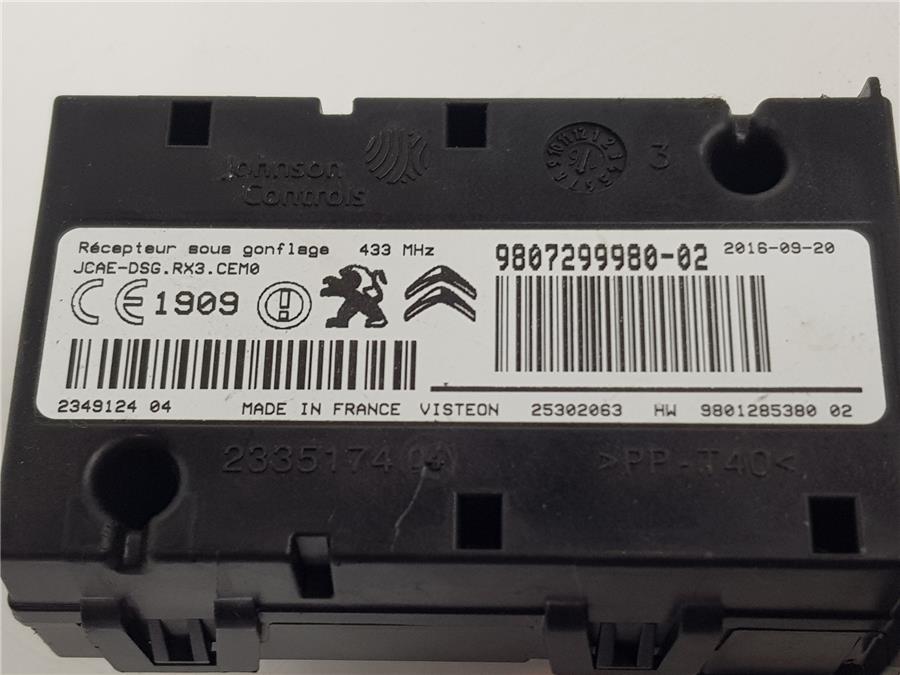 Johnson
Controls
3
Récepteur sous gonflage 433 MHz
JCAE-DSG.RX3.CEM0
CE 1909
9807299980-02 2016-09-20
2349124 04 MADE IN FRANCE VISTEON 25302063 HW 9801285380 02
2335174 04
>PP-T40<